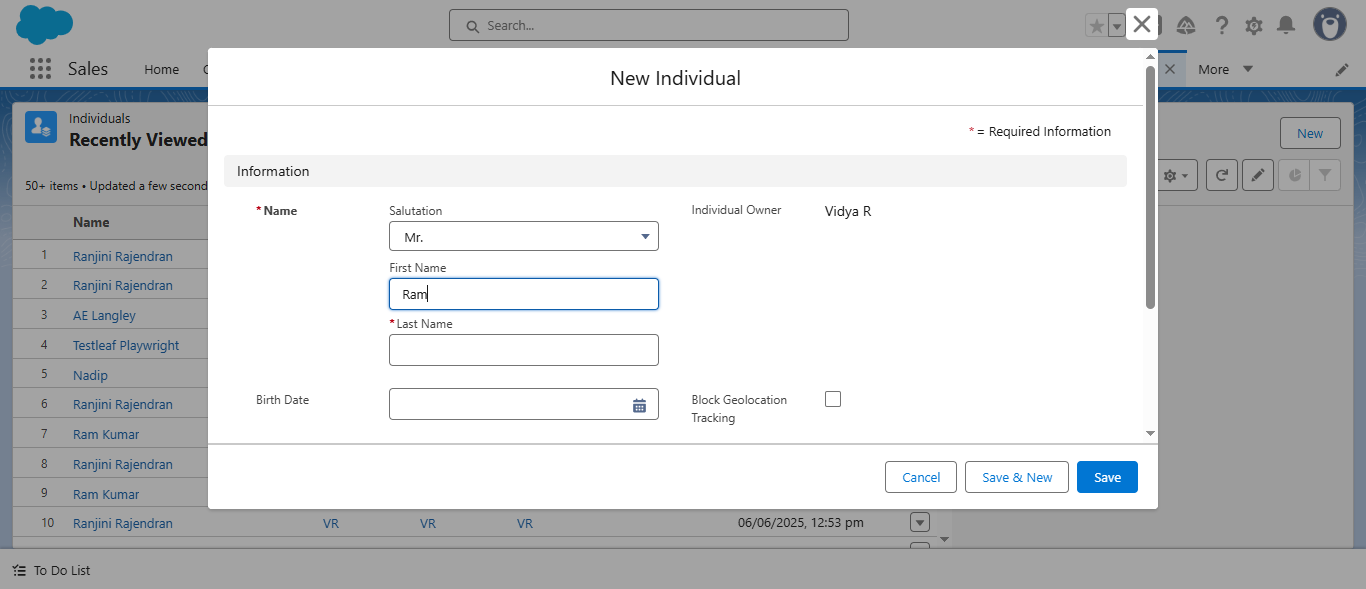 Search...
Sales
Home
More
Individuals
Recently Viewed
New
50+ items • Updated a few second
Name
1 Ranjini Rajendran
2 Ranjini Rajendran
3 AE Langley
4 Testleaf Playwright
5 Nadip
6 Ranjini Rajendran
7 Ram Kumar
8 Ranjini Rajendran
9 Ram Kumar
10 Ranjini Rajendran VR VR VR 06/06/2025, 12:53 pm
New Individual
* = Required Information
Information
*Name
Salutation
Mr.
Individual Owner
Vidya R
First Name
Ram
*Last Name
Birth Date
Block Geolocation
Tracking
Cancel
Save & New
Save
To Do List